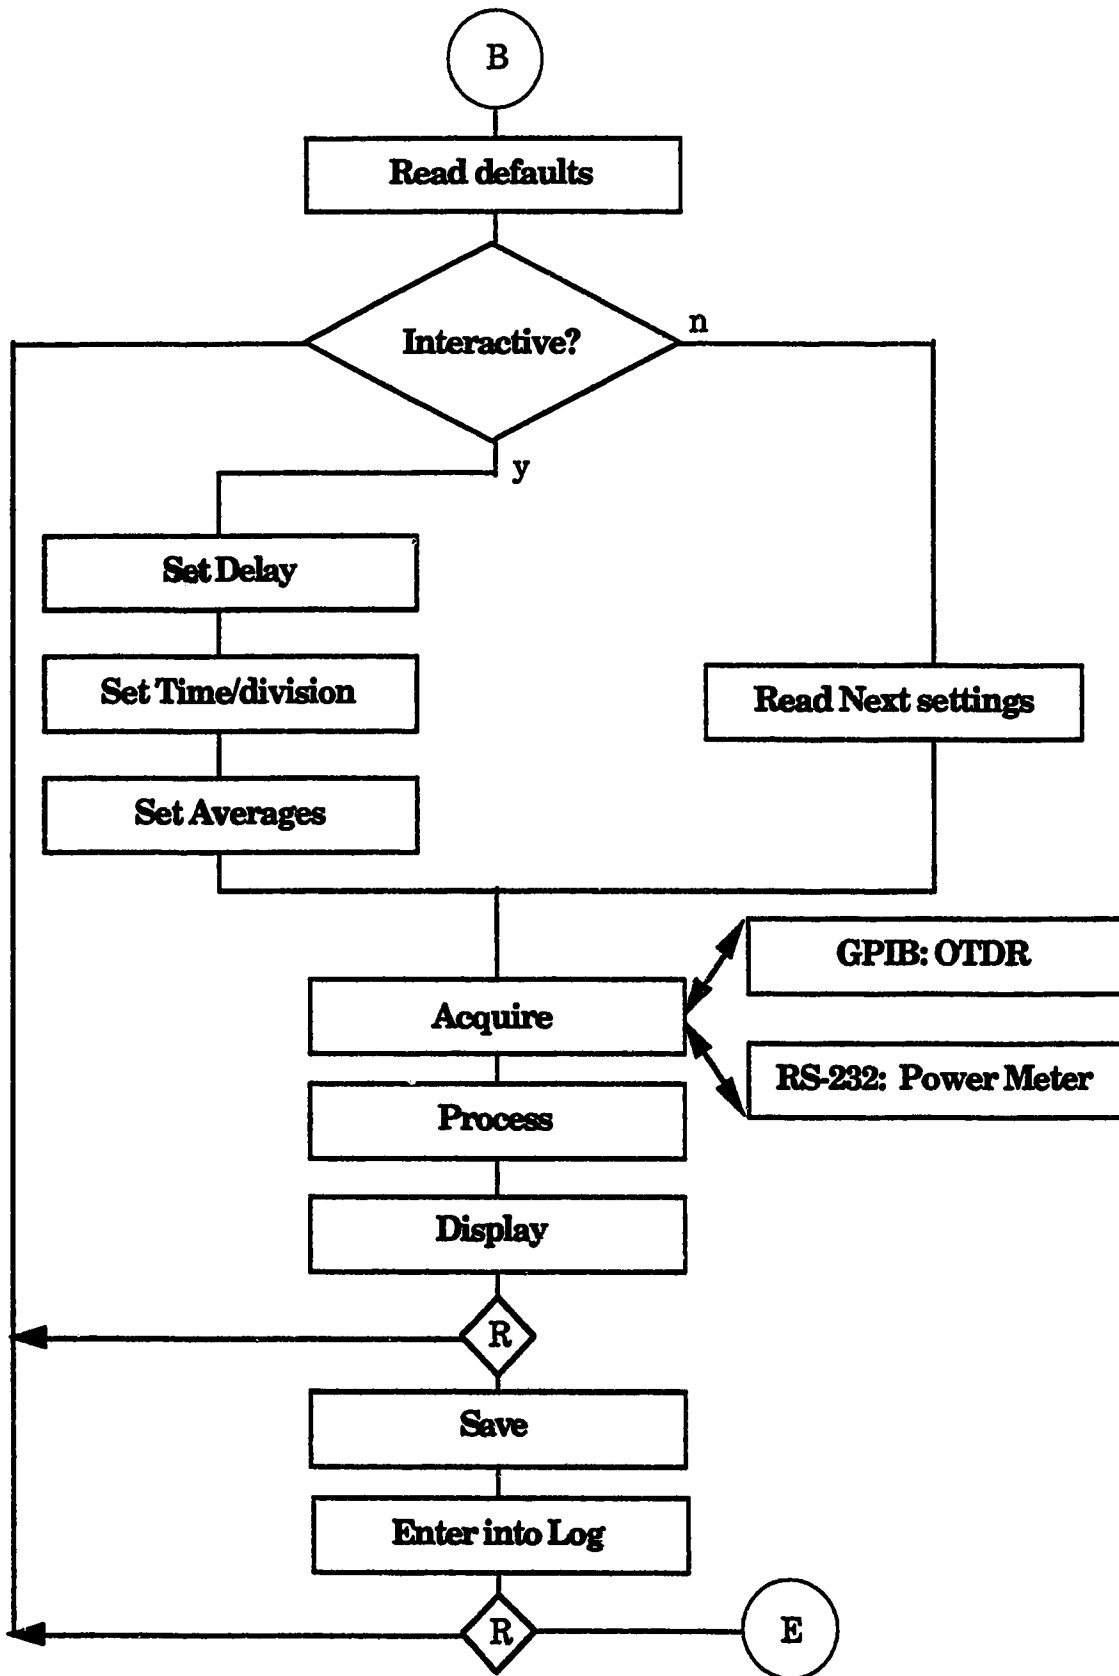 B
Read defaults
Interactive?
n
y
Set Delay
Set Time/division
Read Next settings
Set Averages
GPIB: OTDR
Acquire
RS-232: Power Meter
Process
Display
R
Save
Enter into Log
R
E